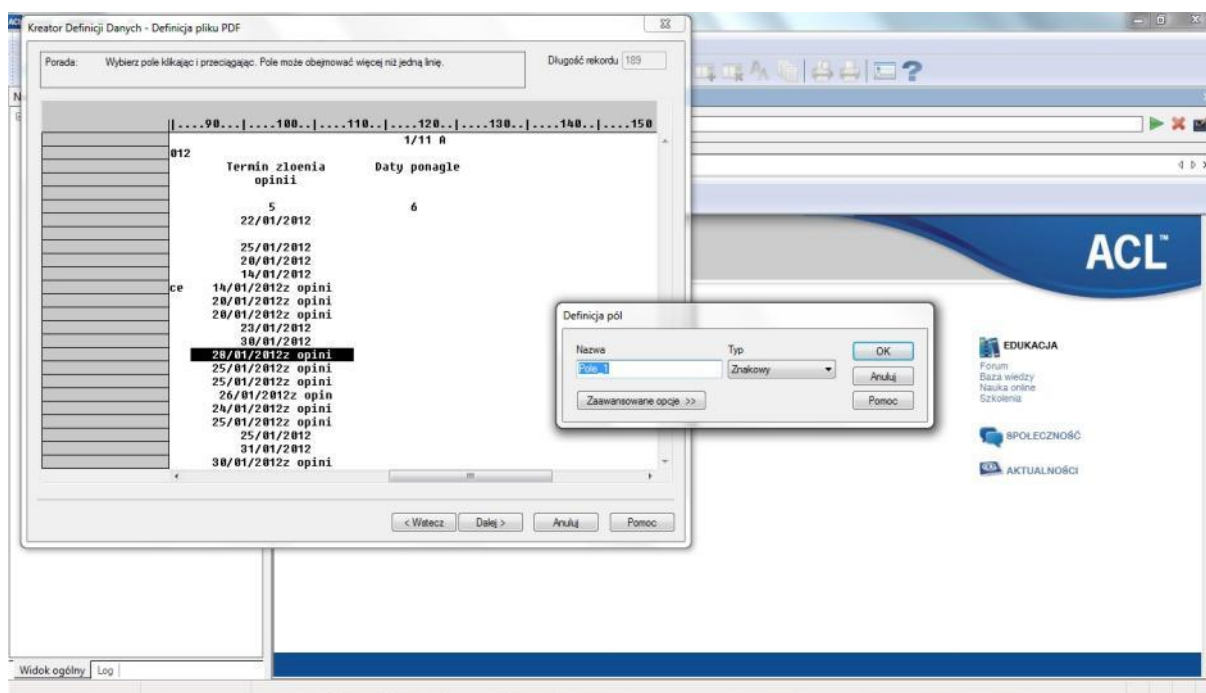 Kreator Definicji Danych - Definicja pliku PDF
Porada: Wybierz pole klikając i przeciągając. Pole może obejmować więcej niż jedną linię.
Długość rekordu 189
||....90...|....100..|....110..|....120..|....130..|....140..|....150
1/11 A
012
Termin zloenia Daty ponagle
opinii
5 6
22/01/2012
25/01/2012
20/01/2012
14/01/2012
ce 14/01/2012z opini
20/01/2012z opini
20/01/2012z opini
23/01/2012
30/01/2012
28/01/2012z opini
25/01/2012z opini
25/01/2012z opini
26/01/2012z opin
24/01/2012z opini
25/01/2012z opini
25/01/2012
31/01/2012
30/01/2012z opini
< Wstecz Dalej > Anuluj Pomoc
Definicja pól
Nazwa Typ
Pole_1 Znakowy
OK
Anuluj
Zaawansowane opcje >> Pomoc
ACL™
EDUKACJA
Forum
Baza wiedzy
Nauka online
Szkolenia
SPOŁECZNOŚĆ
AKTUALNOŚCI
Widok ogólny Log